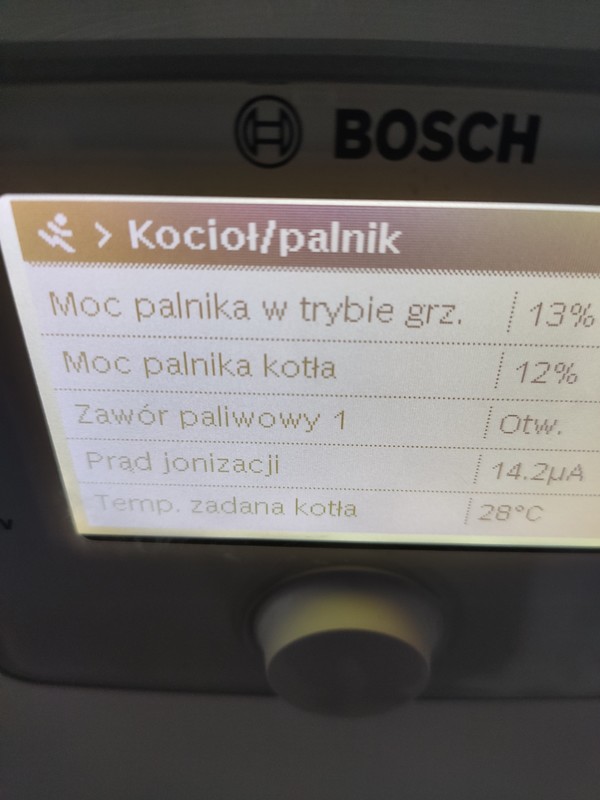 BOSCH
> Kocioł/palnik
Moc palnika w trybie grz. 13%
Moc palnika kotła 12%
Zawór paliwowy 1 Otw.
Prąd jonizacji 14.2µA
Temp. zadana kotła 28°C